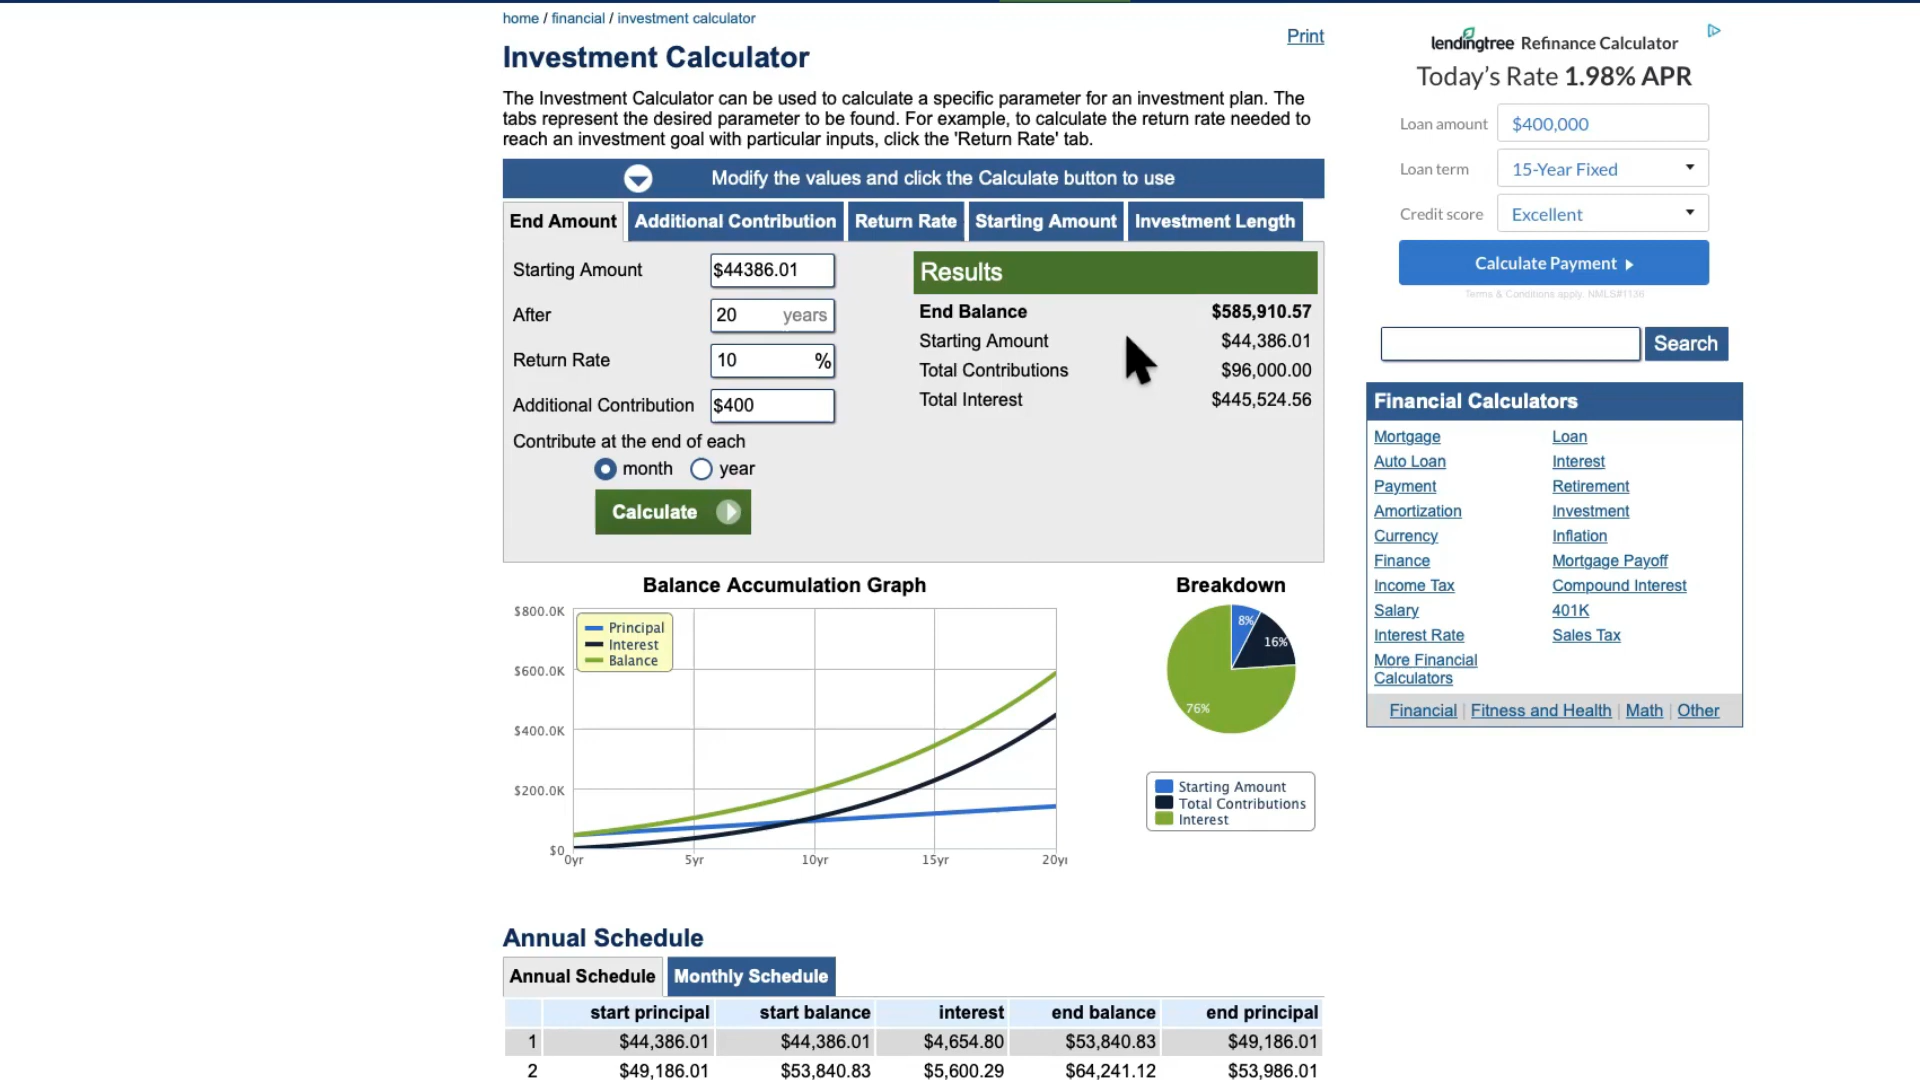 home / financial / investment calculator
Print
Investment Calculator
The Investment Calculator can be used to calculate a specific parameter for an investment plan. The
tabs represent the desired parameter to be found. For example, to calculate the return rate needed to
reach an investment goal with particular inputs, click the 'Return Rate' tab.
Modify the values and click the Calculate button to use
End Amount Additional Contribution Return Rate Starting Amount Investment Length
Starting Amount $44386.01
After 20 years
Return Rate 10 %
Additional Contribution $400
Contribute at the end of each
month year
Calculate
Results
End Balance $585,910.57
Starting Amount $44,386.01
Total Contributions $96,000.00
Total Interest $445,524.56
Balance Accumulation Graph
$800.0K
$600.0K
$400.0K
$200.0K
$0
Principal
Interest
Balance
0yr 5yr 10yr 15yr 20yr
Breakdown
8%
16%
76%
Starting Amount
Total Contributions
Interest
Annual Schedule
Annual Schedule Monthly Schedule
start principal start balance interest end balance end principal
1 $44,386.01 $44,386.01 $4,654.80 $53,840.83 $49,186.01
2 $49,186.01 $53,840.83 $5,600.29 $64,241.12 $53,986.01
lendingtree Refinance Calculator
Today's Rate 1.98% APR
Loan amount $400,000
Loan term 15-Year Fixed
Credit score Excellent
Calculate Payment
Terms & Conditions apply. NMLS#1136
Search
Financial Calculators
Mortgage Loan
Auto Loan Interest
Payment Retirement
Amortization Investment
Currency Inflation
Finance Mortgage Payoff
Income Tax Compound Interest
Salary 401K
Interest Rate Sales Tax
More Financial
Calculators
Financial | Fitness and Health | Math | Other